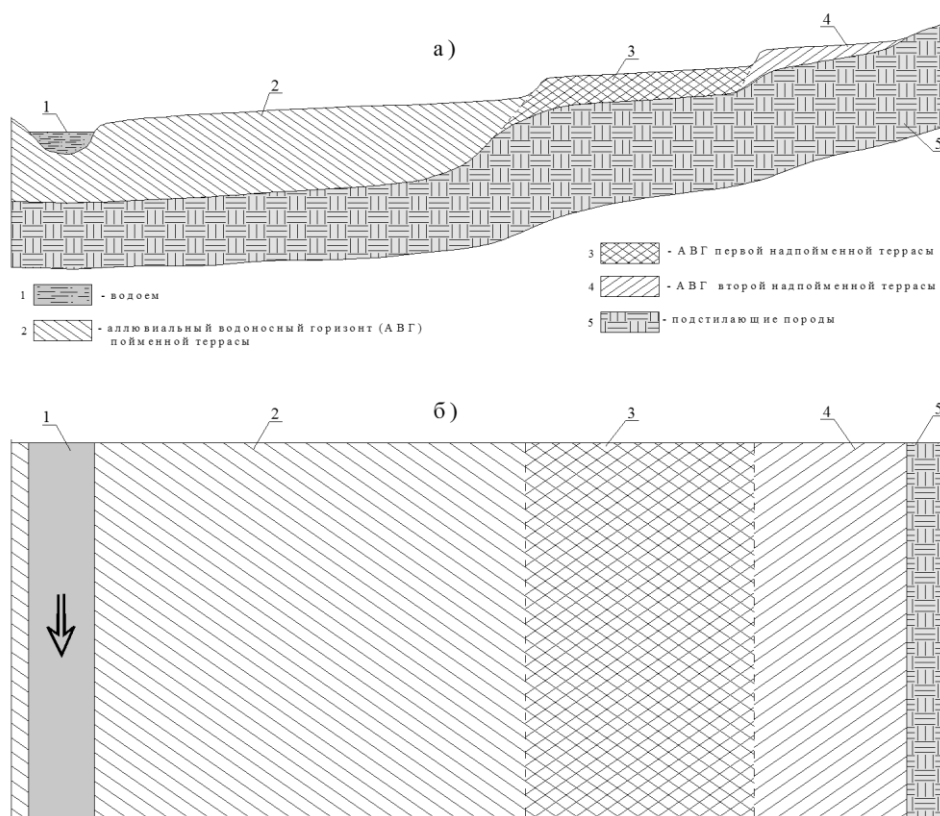 а)
4
3
2
1
5
3 - АВГ первой надпойменной террасы
1 - водоем
4 - АВГ второй надпойменной террасы
2 - аллювиальный водоносный горизонт (АВГ)
пойменной террасы
5 - подстилающие породы
б)
1
2
3
4
5